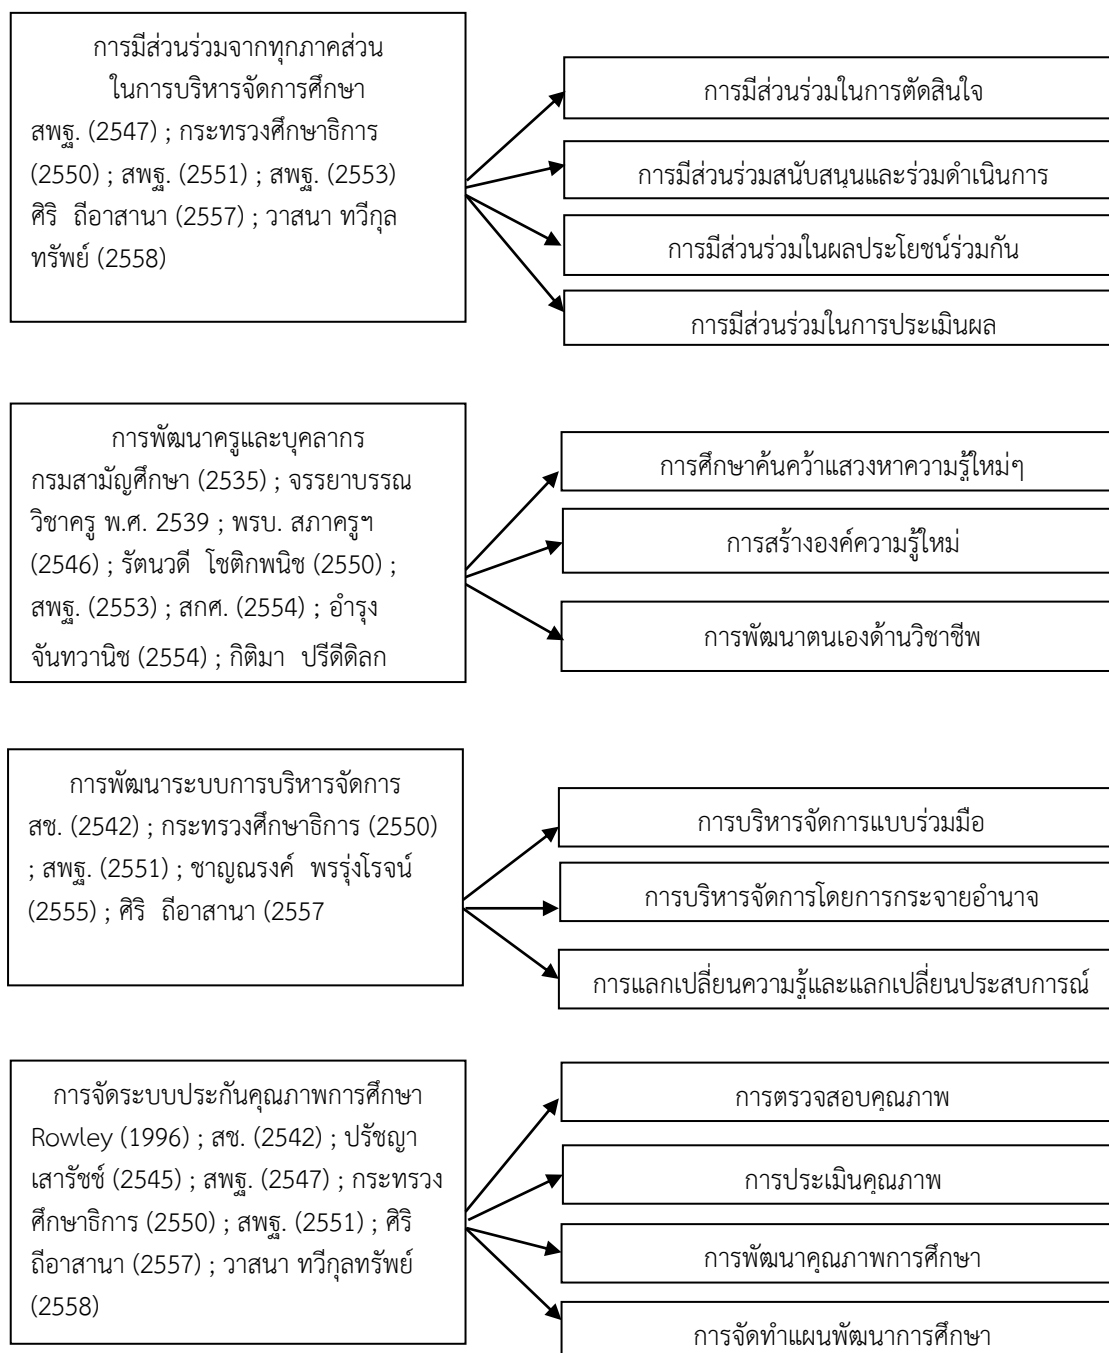 การมีส่วนร่วมจากทุกภาคส่วน
ในการบริหารจัดการศึกษา
สพฐ. (2547) ; กระทรวงศึกษาธิการ
(2550) ; สพฐ. (2551) ; สพฐ. (2553)
ศิริ ถีอาสานา (2557) ; วาสนา ทวีกุล
ทรัพย์ (2558)
การมีส่วนร่วมในการตัดสินใจ
การมีส่วนร่วมสนับสนุนและร่วมดำเนินการ
การมีส่วนร่วมในผลประโยชน์ร่วมกัน
การมีส่วนร่วมในการประเมินผล
การพัฒนาครูและบุคลากร
กรมสามัญศึกษา (2535) ; จรรยาบรรณ
วิชาครู พ.ศ. 2539 ; พรบ. สภาครูฯ
(2546) ; รัตนวดี โชติกพนิช (2550) ;
สพฐ. (2553) ; สกศ. (2554) ; อำรุง
จันทวานิช (2554) ; กิติมา ปรีดีดิลก
การศึกษาค้นคว้าแสวงหาความรู้ใหม่ๆ
การสร้างองค์ความรู้ใหม่
การพัฒนาตนเองด้านวิชาชีพ
การพัฒนาระบบการบริหารจัดการ
สช. (2542) ; กระทรวงศึกษาธิการ (2550)
; สพฐ. (2551) ; ชาญณรงค์ พรรุ่งโรจน์
(2555) ; ศิริ ถีอาสานา (2557
การบริหารจัดการแบบร่วมมือ
การบริหารจัดการโดยการกระจายอำนาจ
การแลกเปลี่ยนความรู้และแลกเปลี่ยนประสบการณ์
การจัดระบบประกันคุณภาพการศึกษา
Rowley (1996) ; สช. (2542) ; ปรัชญา
เสารัชช์ (2545) ; สพฐ. (2547) ; กระทรวง
ศึกษาธิการ (2550) ; สพฐ. (2551) ; ศิริ
ถีอาสานา (2557) ; วาสนา ทวีกุลทรัพย์
(2558)
การตรวจสอบคุณภาพ
การประเมินคุณภาพ
การพัฒนาคุณภาพการศึกษา
การจัดทำแผนพัฒนาการศึกษา